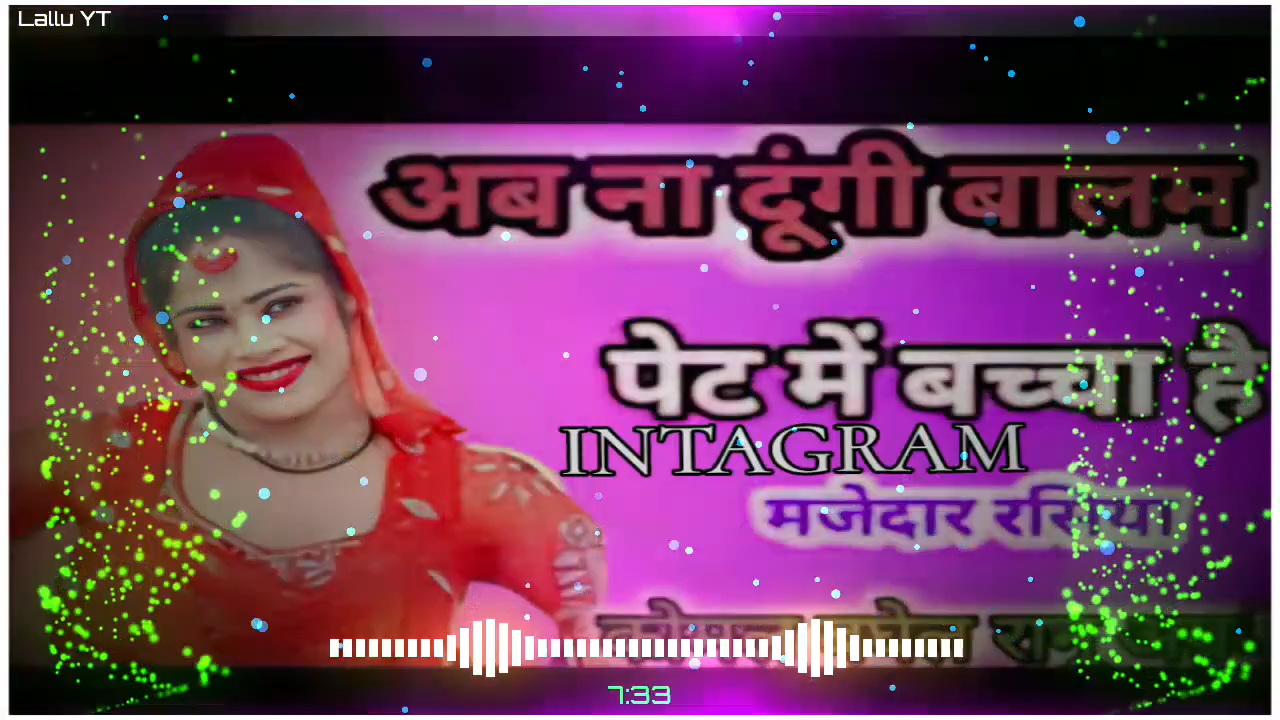 Lallu YT
अब ना दूंगी बालम
पेट में बच्चा है
INTAGRAM
मजेदार रसिया
7:33